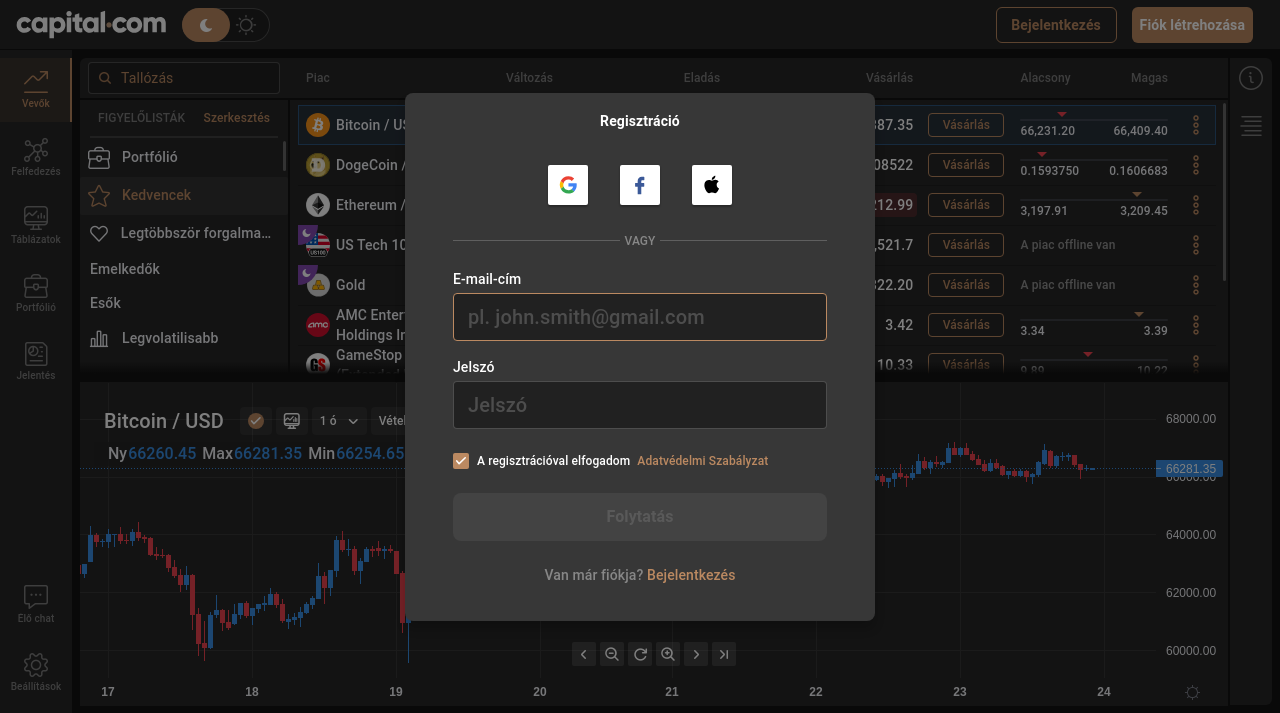 capital.com
Bejelentkezés
Fiók létrehozása
Vevők
Felfedezés
Táblázatok
Portfólió
Jelentés
Élő chat
Beállítások
Tallózás
Piac Változás Eladás Vásárlás Alacsony Magas
FIGYELŐLISTÁK Szerkesztés
Portfólió
Kedvencek
Legtöbbször forgalma...
Emelkedők
Esők
Legvolatilisabb
Bitcoin / US 387.35 Vásárlás 66,231.20 66,409.40
DogeCoin / 08522 Vásárlás 0.1593750 0.1606683
Ethereum / 212.99 Vásárlás 3,197.91 3,209.45
US Tech 10 ,521.7 Vásárlás A piac offline van
Gold 322.20 Vásárlás A piac offline van
AMC Enter
Holdings In 3.42 Vásárlás 3.34 3.39
GameStop 10.33 Vásárlás 9.89 10.22
Regisztráció
VAGY
E-mail-cím
pl. john.smith@gmail.com
Jelszó
Jelszó
A regisztrációval elfogadom Adatvédelmi Szabályzat
Folytatás
Van már fiókja? Bejelentkezés
Bitcoin / USD 1 ó Vétel
Ny66260.45 Max66281.35 Min66254.65
68000.00
66281.35
66000.00
64000.00
62000.00
60000.00
17 18 19 20 21 22 23 24